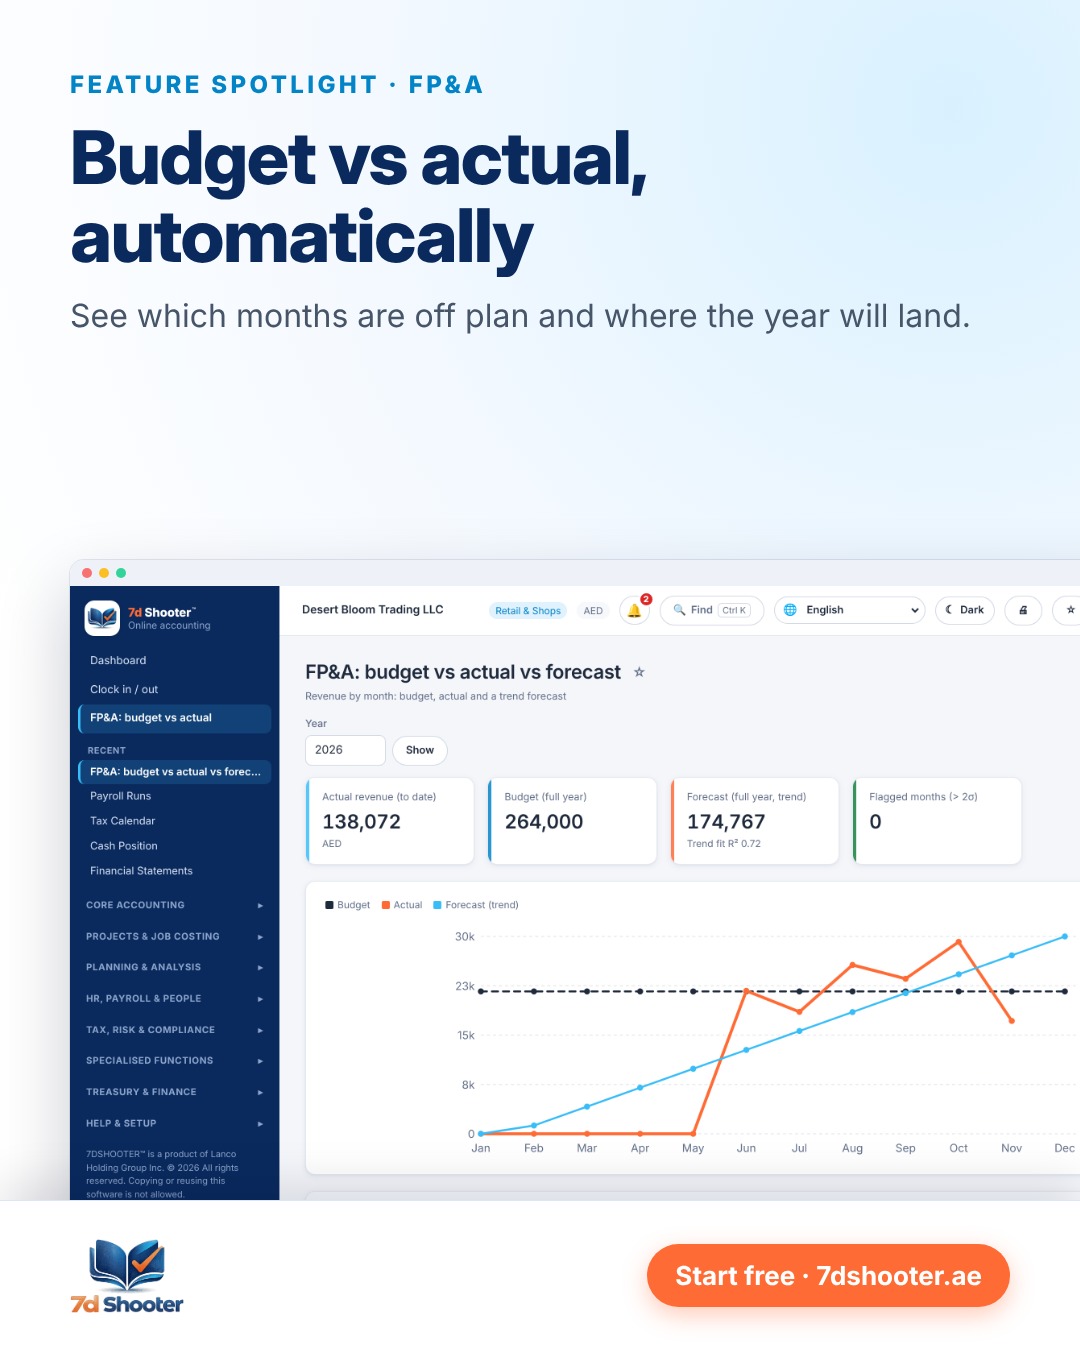 FEATURE SPOTLIGHT · FP&A
Budget vs actual,
automatically
See which months are off plan and where the year will land.
7d Shooter™
Online accounting
Dashboard
Clock in / out
FP&A: budget vs actual
RECENT
FP&A: budget vs actual vs forec...
Payroll Runs
Tax Calendar
Cash Position
Financial Statements
CORE ACCOUNTING
PROJECTS & JOB COSTING
PLANNING & ANALYSIS
HR, PAYROLL & PEOPLE
TAX, RISK & COMPLIANCE
SPECIALISED FUNCTIONS
TREASURY & FINANCE
HELP & SETUP
7DSHOOTER™ is a product of Lanco
Holding Group Inc. © 2026 All rights
reserved. Copying or reusing this
software is not allowed.
Desert Bloom Trading LLC
Retail & Shops
AED
2
Find Ctrl K
English
Dark
FP&A: budget vs actual vs forecast
Revenue by month: budget, actual and a trend forecast
Year
2026
Show
Actual revenue (to date)
138,072
AED
Budget (full year)
264,000
Forecast (full year, trend)
174,767
Trend fit R² 0.72
Flagged months (> 2σ)
0
Budget Actual Forecast (trend)
30k
23k
15k
8k
0
Jan Feb Mar Apr May Jun Jul Aug Sep Oct Nov Dec
7d Shooter
Start free · 7dshooter.ae